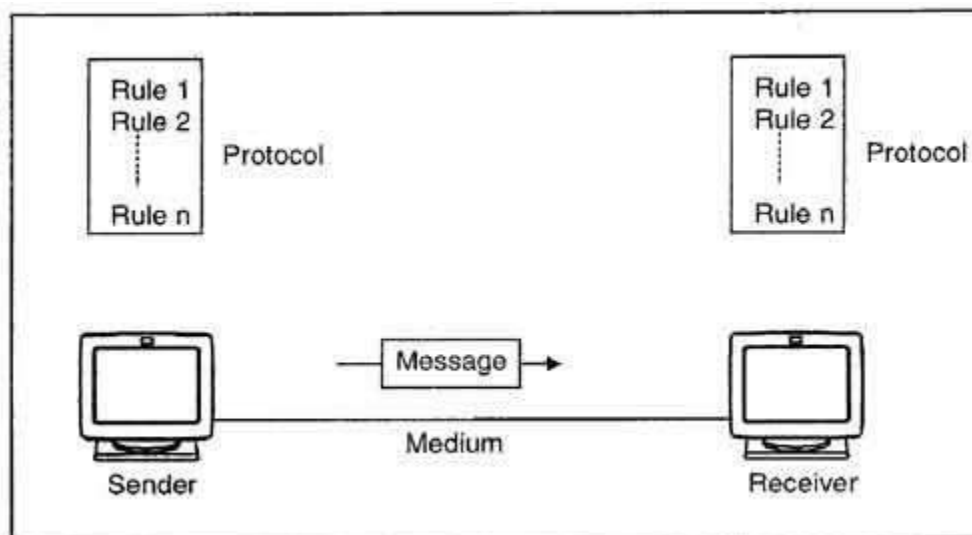 Rule 1
Rule 2
Rule n
Protocol
Rule 1
Rule 2
Rule n
Protocol
Message
Medium
Sender
Receiver